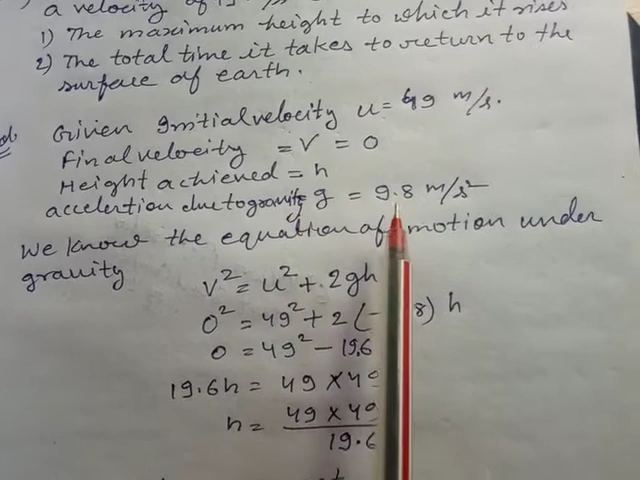 a velocity of
1) The maximum height to which it rises
2) The total time it takes to return to the
surface of earth.
Given Initial velocity u = 49 m/s.
Final velocity = V = 0
Height achieved = h
accelertion due to gravity g = 9.8 m/s²
We know the equation of motion under
gravity
V² = u² + 2gh
0² = 49² + 2(- 8) h
0 = 49² - 19.6
19.6h = 49 × 49
h = 49 × 49
19.6